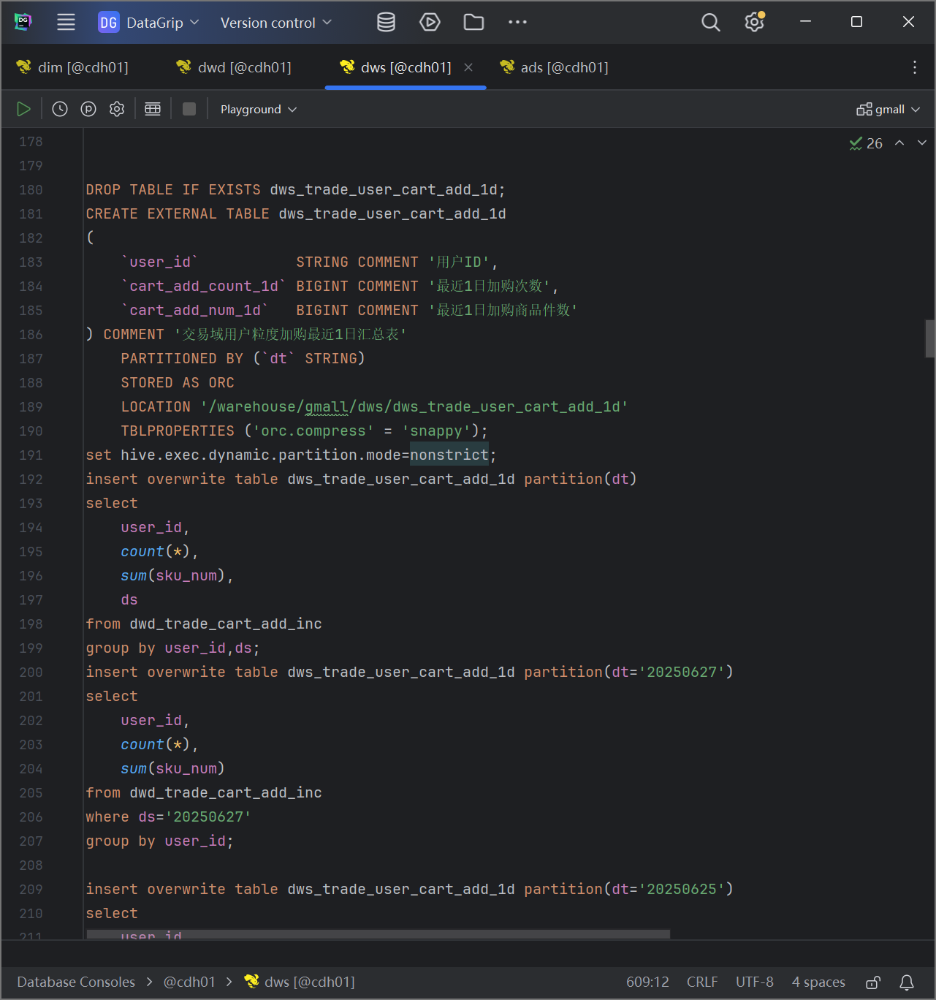 DG DataGrip Version control
dim [@cdh01] dwd [@cdh01] dws [@cdh01] ads [@cdh01]
Playground gmall
26
178
179
180 DROP TABLE IF EXISTS dws_trade_user_cart_add_1d;
181 CREATE EXTERNAL TABLE dws_trade_user_cart_add_1d
182 (
183     `user_id`           STRING COMMENT '用户ID',
184     `cart_add_count_1d` BIGINT COMMENT '最近1日加购次数',
185     `cart_add_num_1d`   BIGINT COMMENT '最近1日加购商品件数'
186 ) COMMENT '交易域用户粒度加购最近1日汇总表'
187     PARTITIONED BY (`dt` STRING)
188     STORED AS ORC
189     LOCATION '/warehouse/gmall/dws/dws_trade_user_cart_add_1d'
190     TBLPROPERTIES ('orc.compress' = 'snappy');
191 set hive.exec.dynamic.partition.mode=nonstrict;
192 insert overwrite table dws_trade_user_cart_add_1d partition(dt)
193 select
194     user_id,
195     count(*),
196     sum(sku_num),
197     ds
198 from dwd_trade_cart_add_inc
199 group by user_id,ds;
200 insert overwrite table dws_trade_user_cart_add_1d partition(dt='20250627')
201 select
202     user_id,
203     count(*),
204     sum(sku_num)
205 from dwd_trade_cart_add_inc
206 where ds='20250627'
207 group by user_id;
208
209 insert overwrite table dws_trade_user_cart_add_1d partition(dt='20250625')
210 select
211     user_id
Database Consoles > @cdh01 > dws [@cdh01] 609:12 CRLF UTF-8 4 spaces